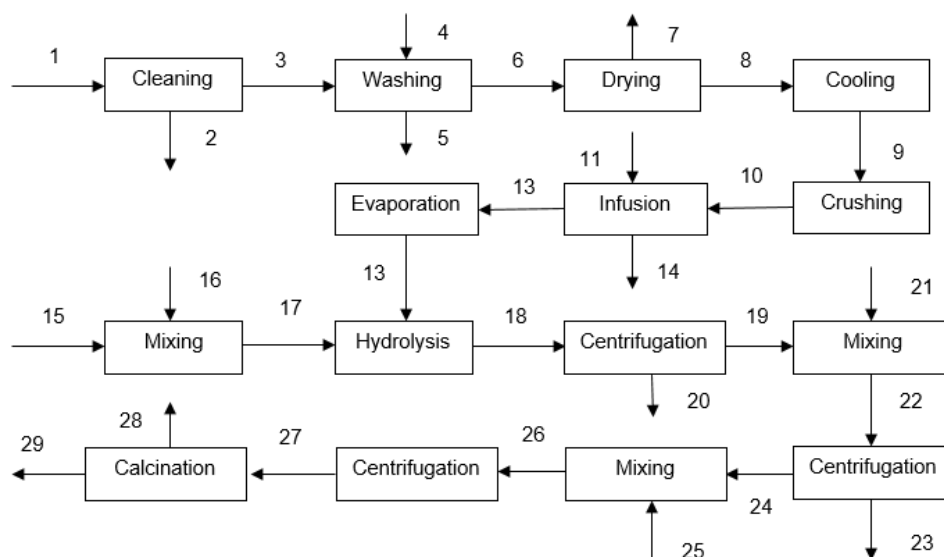 1
Cleaning
2
3
4
Washing
5
6
7
Drying
8
Cooling
9
Crushing
10
11
Infusion
14
13
Evaporation
13
15
16
Mixing
17
Hydrolysis
18
Centrifugation
20
19
21
Mixing
22
Centrifugation
23
24
25
Mixing
26
Centrifugation
27
28
Calcination
29